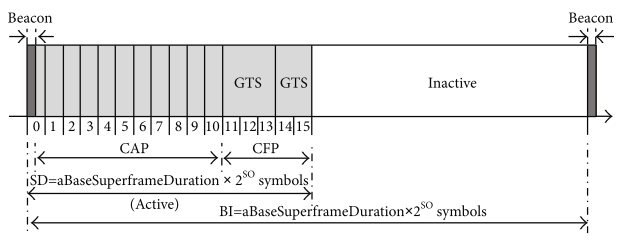 Beacon Beacon
GTS GTS Inactive
0 1 2 3 4 5 6 7 8 9 10 11 12 13 14 15
CAP CFP
SD=aBaseSuperframeDuration × 2^SO symbols
(Active)
BI=aBaseSuperframeDuration×2^SO symbols